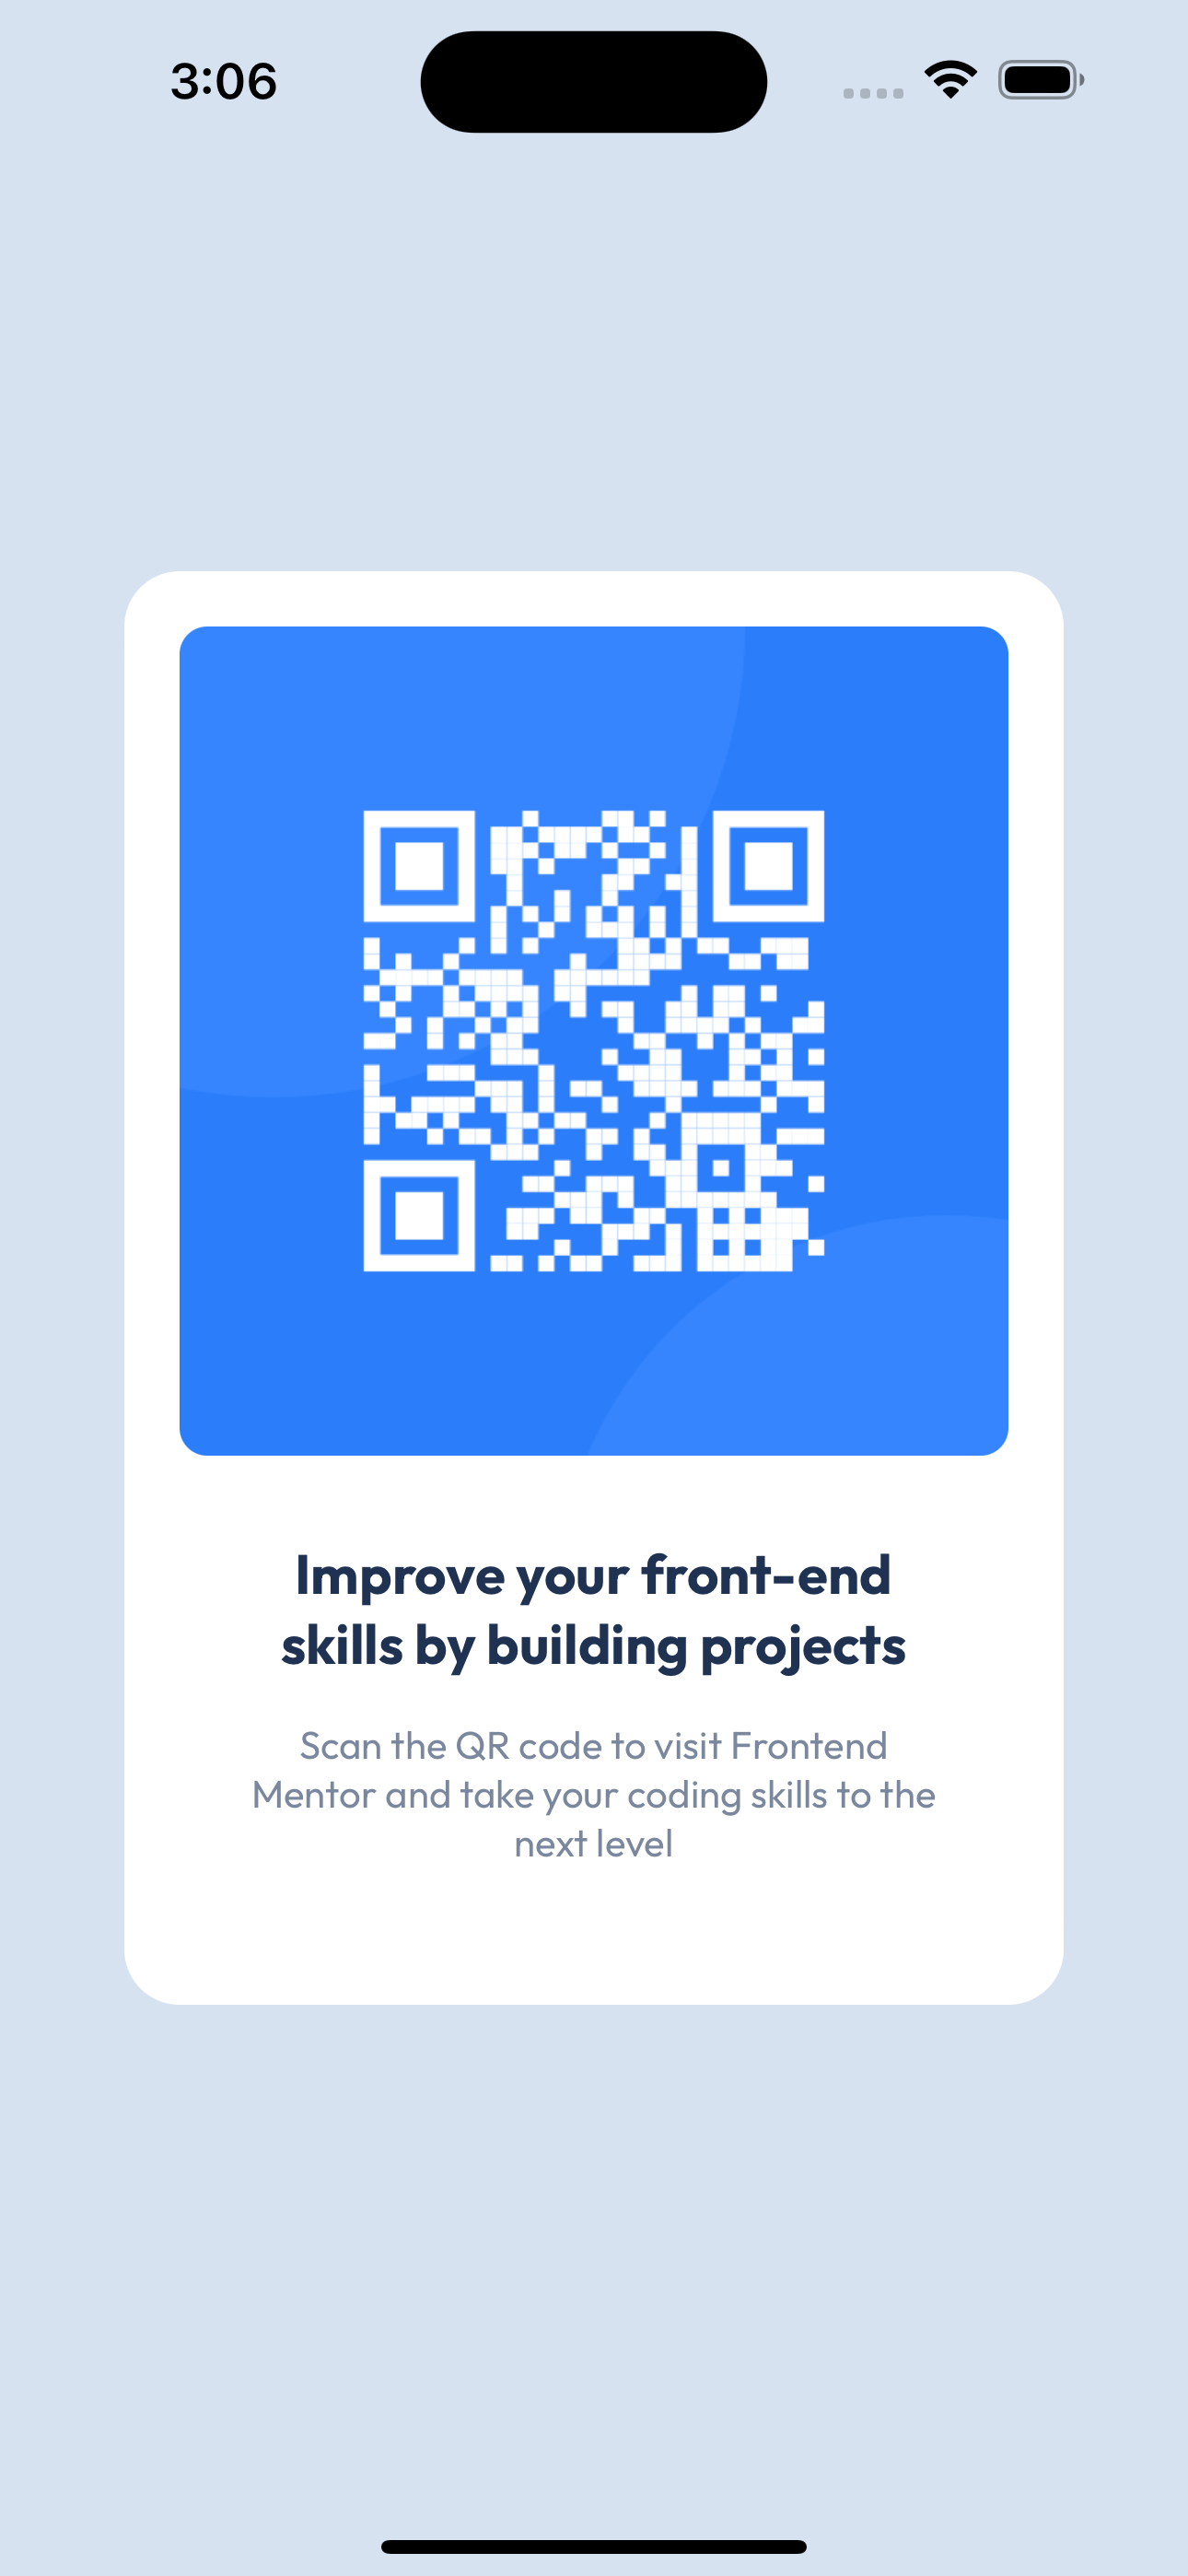 3:06
Improve your front-end
skills by building projects
Scan the QR code to visit Frontend
Mentor and take your coding skills to the
next level